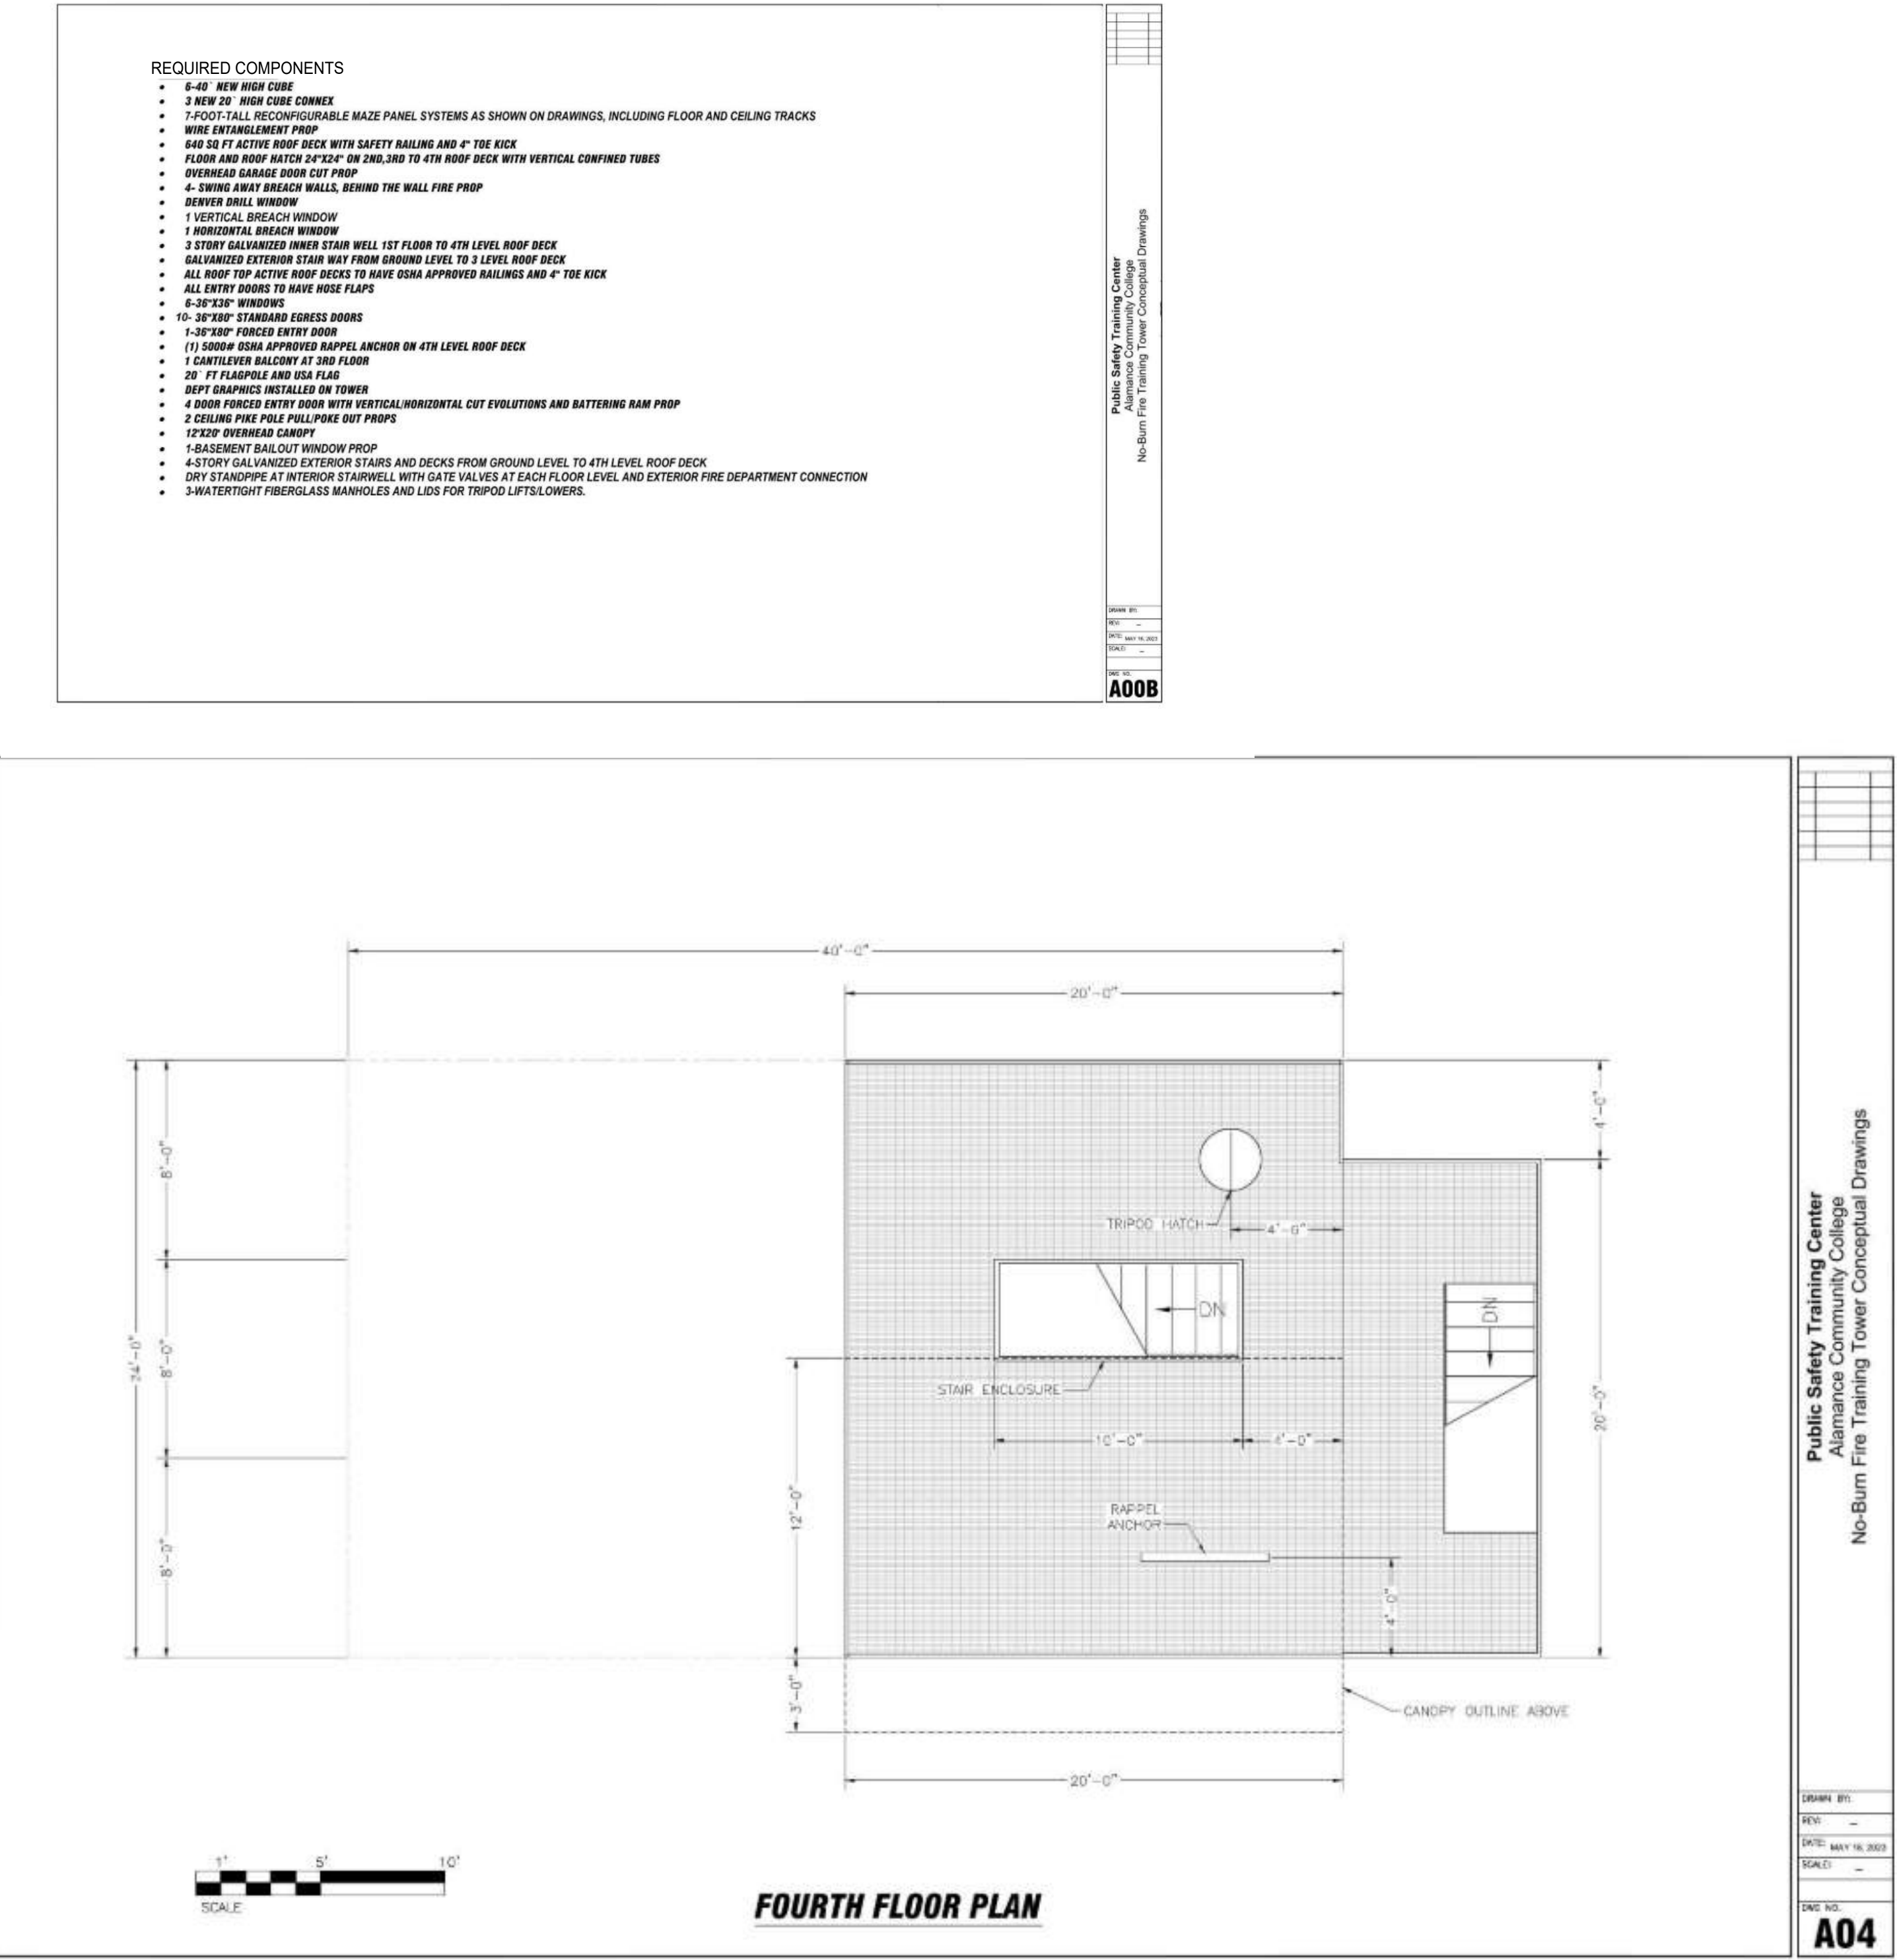 REQUIRED COMPONENTS
• 6-40` NEW HIGH CUBE
• 3 NEW 20` HIGH CUBE CONNEX
• 7-FOOT-TALL RECONFIGURABLE MAZE PANEL SYSTEMS AS SHOWN ON DRAWINGS, INCLUDING FLOOR AND CEILING TRACKS
• WIRE ENTANGLEMENT PROP
• 640 SQ FT ACTIVE ROOF DECK WITH SAFETY RAILING AND 4" TOE KICK
• FLOOR AND ROOF HATCH 24"X24" ON 2ND,3RD TO 4TH ROOF DECK WITH VERTICAL CONFINED TUBES
• OVERHEAD GARAGE DOOR CUT PROP
• 4- SWING AWAY BREACH WALLS, BEHIND THE WALL FIRE PROP
• DENVER DRILL WINDOW
• 1 VERTICAL BREACH WINDOW
• 1 HORIZONTAL BREACH WINDOW
• 3 STORY GALVANIZED INNER STAIR WELL 1ST FLOOR TO 4TH LEVEL ROOF DECK
• GALVANIZED EXTERIOR STAIR WAY FROM GROUND LEVEL TO 3 LEVEL ROOF DECK
• ALL ROOF TOP ACTIVE ROOF DECKS TO HAVE OSHA APPROVED RAILINGS AND 4" TOE KICK
• ALL ENTRY DOORS TO HAVE HOSE FLAPS
• 6-36"X36" WINDOWS
• 10- 36"X80" STANDARD EGRESS DOORS
• 1-36"X80" FORCED ENTRY DOOR
• (1) 5000# OSHA APPROVED RAPPEL ANCHOR ON 4TH LEVEL ROOF DECK
• 1 CANTILEVER BALCONY AT 3RD FLOOR
• 20` FT FLAGPOLE AND USA FLAG
• DEPT GRAPHICS INSTALLED ON TOWER
• 4 DOOR FORCED ENTRY DOOR WITH VERTICAL/HORIZONTAL CUT EVOLUTIONS AND BATTERING RAM PROP
• 2 CEILING PIKE POLE PULL/POKE OUT PROPS
• 12'X20' OVERHEAD CANOPY
• 1-BASEMENT BAILOUT WINDOW PROP
• 4-STORY GALVANIZED EXTERIOR STAIRS AND DECKS FROM GROUND LEVEL TO 4TH LEVEL ROOF DECK
• DRY STANDPIPE AT INTERIOR STAIRWELL WITH GATE VALVES AT EACH FLOOR LEVEL AND EXTERIOR FIRE DEPARTMENT CONNECTION
• 3-WATERTIGHT FIBERGLASS MANHOLES AND LIDS FOR TRIPOD LIFTS/LOWERS.
Public Safety Training Center
Alamance Community College
No-Burn Fire Training Tower Conceptual Drawings
DRAWN BY:
REV: –
DATE: MAY 16, 2023
SCALE: –
DWG NO.
A00B
40'-0"
20'-0"
4'-0"
8'-0"
TRIPOD HATCH
4'-6"
DN
DN
24'-0"
8'-0"
STAIR ENCLOSURE
20'-0"
10'-0"
4'-0"
12'-0"
RAPPEL
ANCHOR
8'-0"
4'-0"
3'-0"
CANOPY OUTLINE ABOVE
20'-0"
1' 5' 10'
SCALE
FOURTH FLOOR PLAN
Public Safety Training Center
Alamance Community College
No-Burn Fire Training Tower Conceptual Drawings
DRAWN BY:
REV: –
DATE: MAY 16, 2023
SCALE: –
DWG NO.
A04